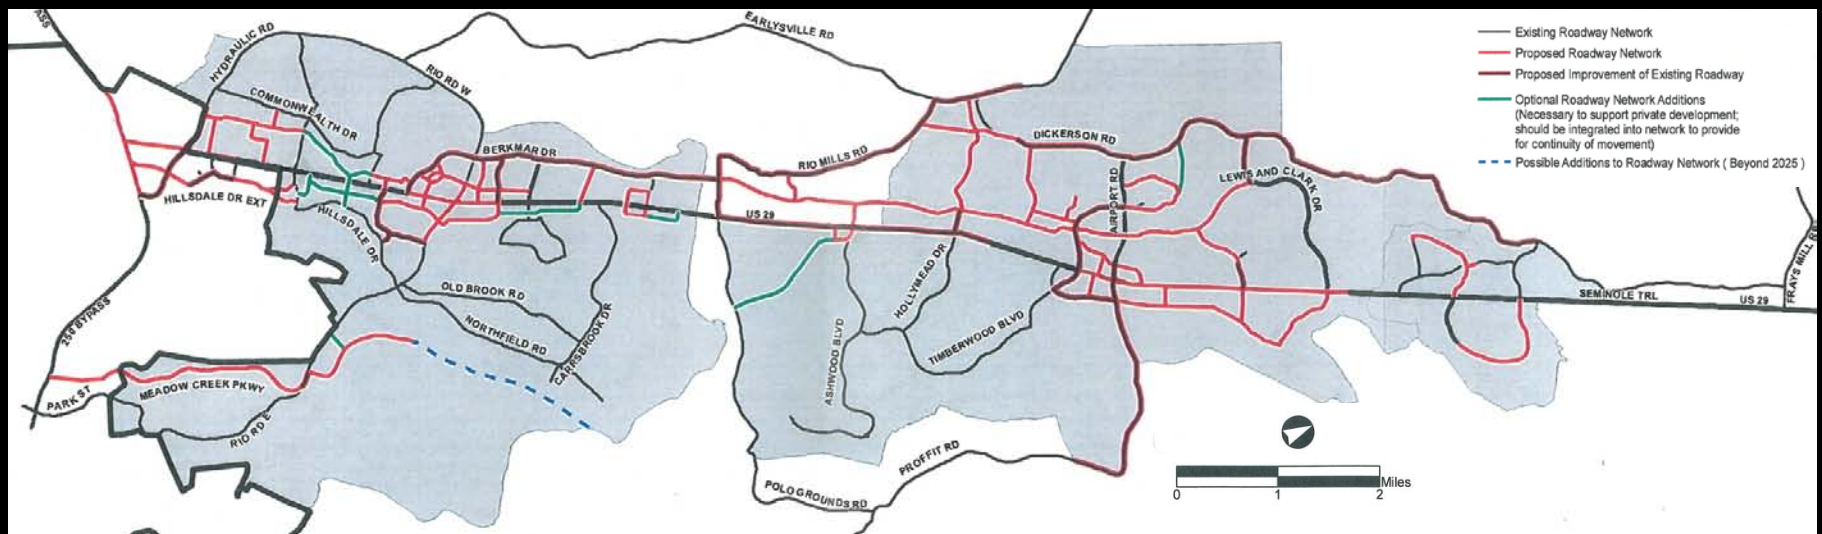 PASS
HYDRAULIC RD
COMMONWEALTH DR
RIO RD W
EARLYSVILLE RD
BERKMAR DR
RIO MILLS RD
DICKERSON RD
AIRPORT RD
LEWIS AND CLARK DR
HILLSDALE DR EXT
HILLSDALE DR
US 29
HOLLYMEAD DR
OLD BROOK RD
NORTHFIELD RD
CARRSBROOK DR
ASHWOOD BLVD
TIMBERWOOD BLVD
SEMINOLE TRL
US 29
FRAYS MILL RD
250 BYPASS
PARK ST
MEADOW CREEK PKWY
RIO RD E
PROFFIT RD
POLO GROUNDS RD
Existing Roadway Network
Proposed Roadway Network
Proposed Improvement of Existing Roadway
Optional Roadway Network Additions
(Necessary to support private development;
should be integrated into network to provide
for continuity of movement)
Possible Additions to Roadway Network ( Beyond 2025 )
Miles
0 1 2